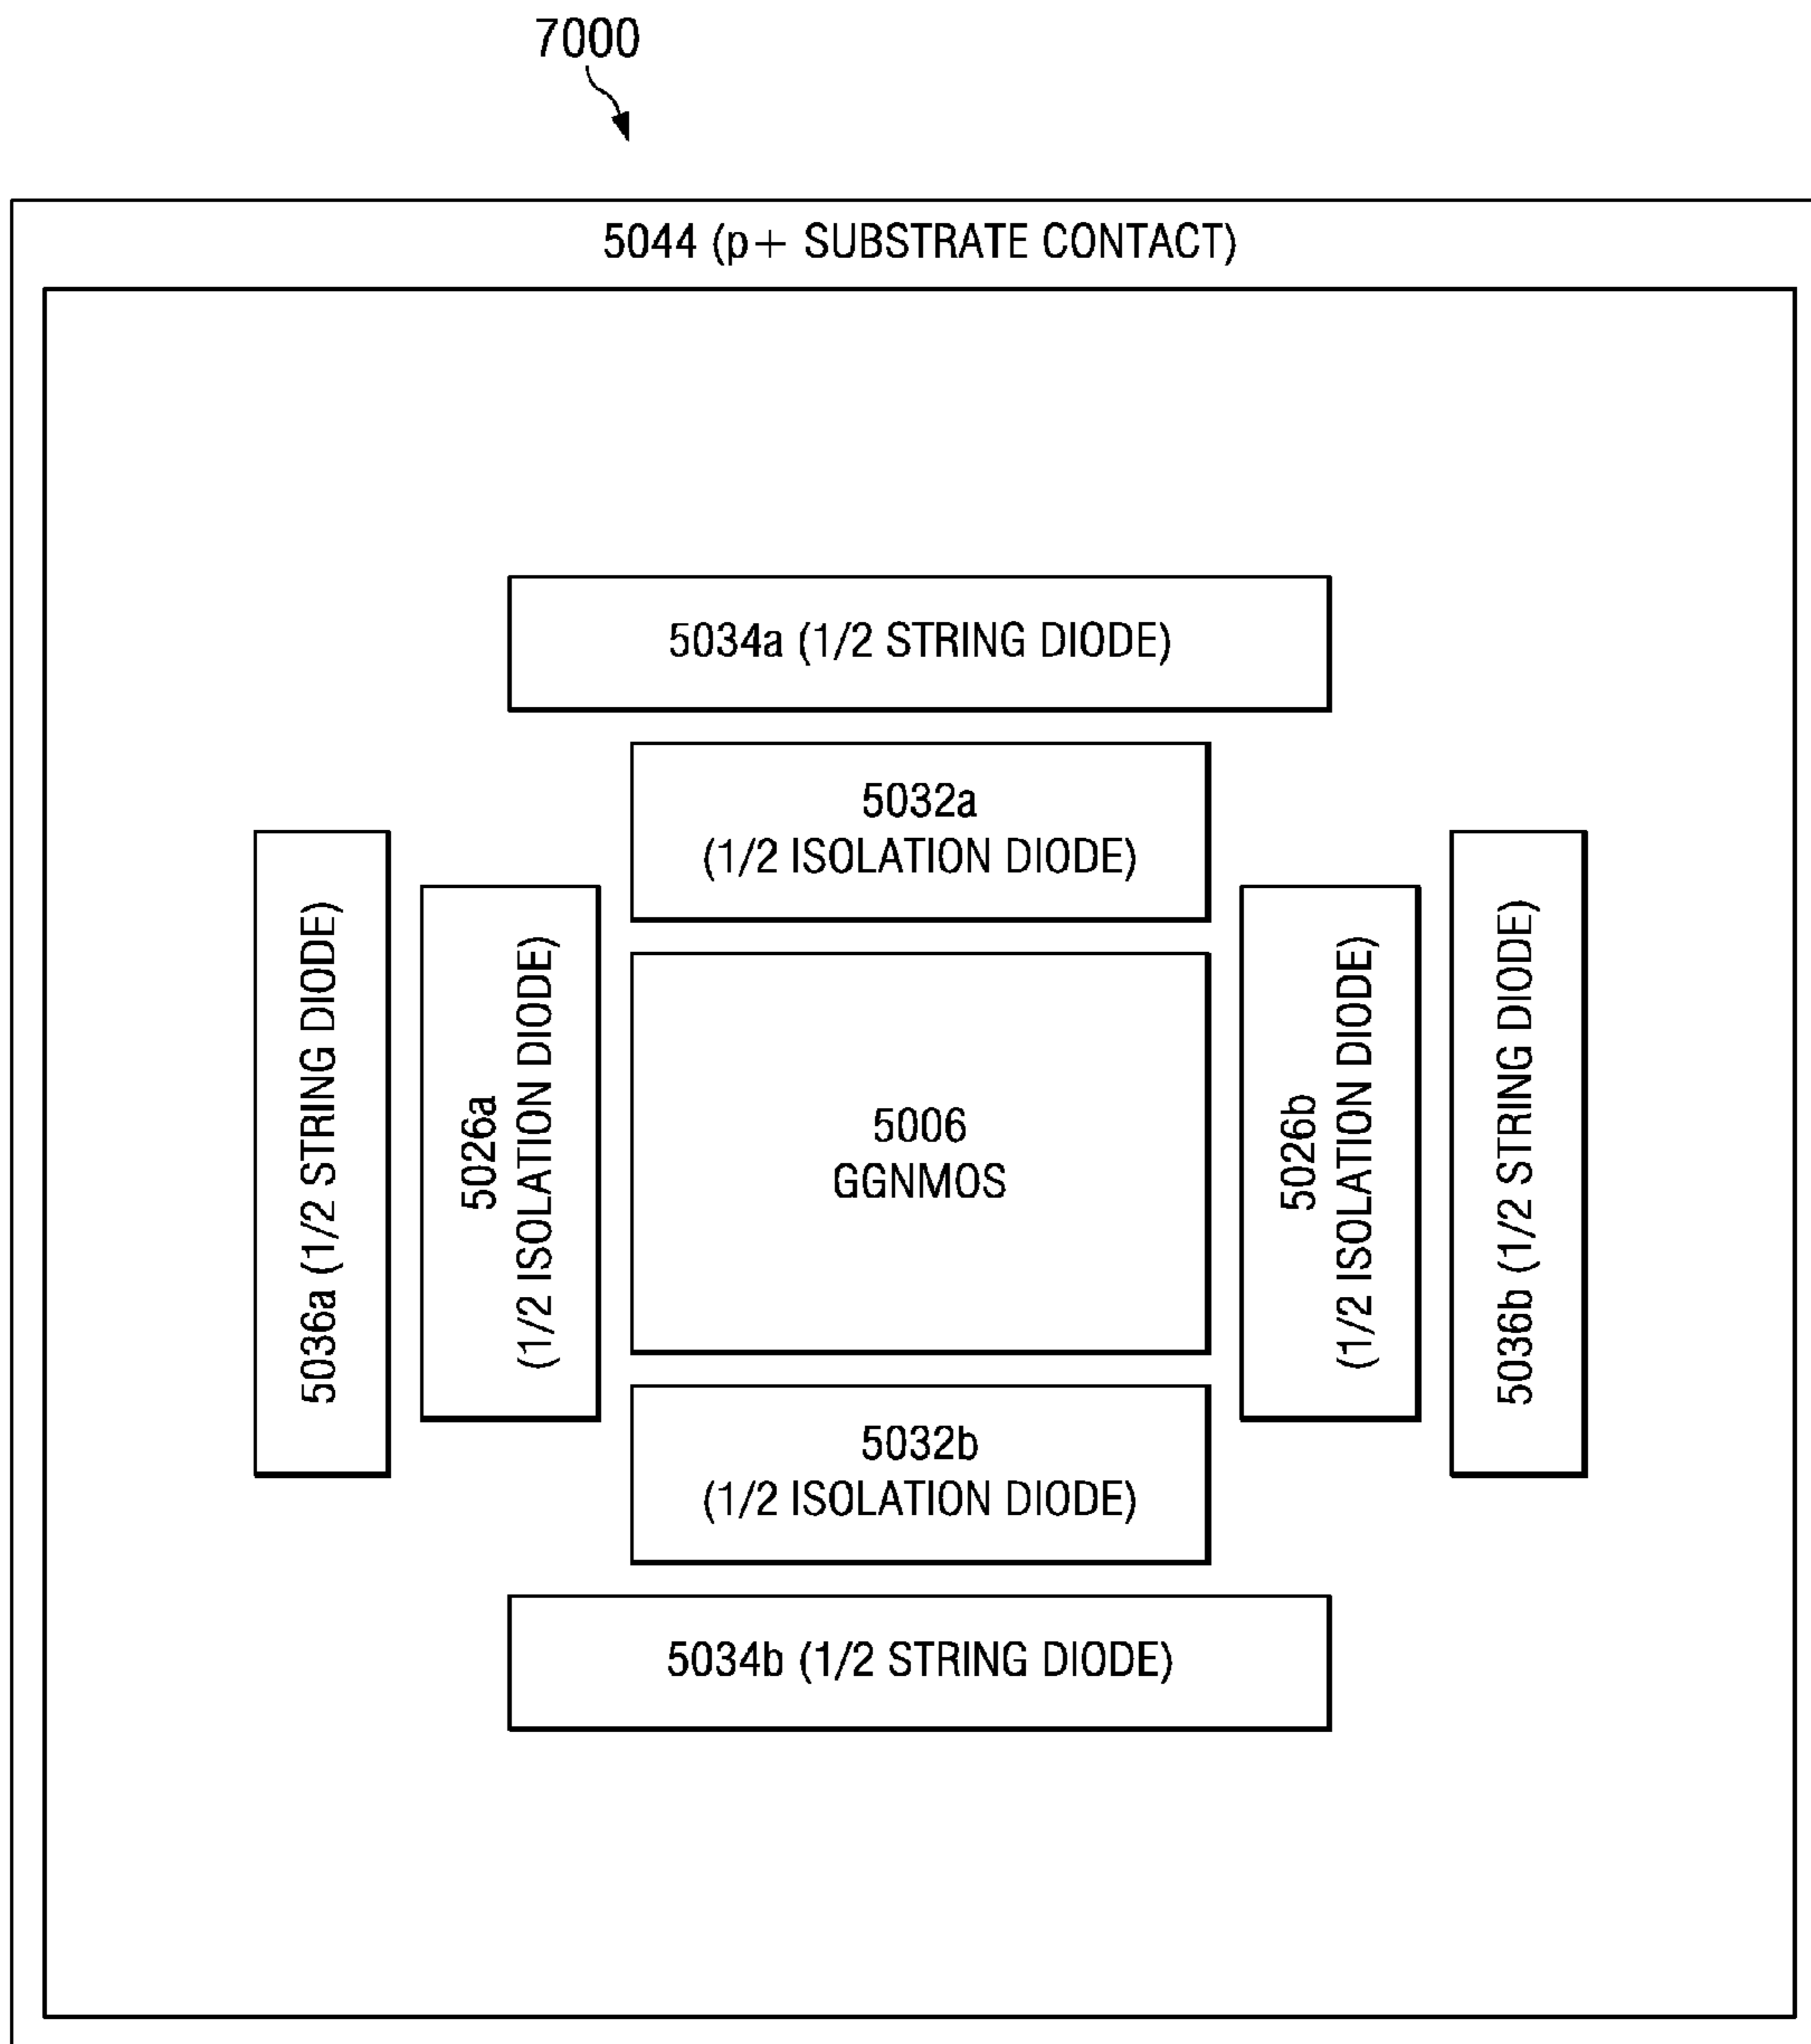 7000
5044 (p+ SUBSTRATE CONTACT)
5034a (1/2 STRING DIODE)
5032a
(1/2 ISOLATION DIODE)
5036a (1/2 STRING DIODE)
5026a
(1/2 ISOLATION DIODE)
5006
GGNMOS
5026b
(1/2 ISOLATION DIODE)
5036b (1/2 STRING DIODE)
5032b
(1/2 ISOLATION DIODE)
5034b (1/2 STRING DIODE)